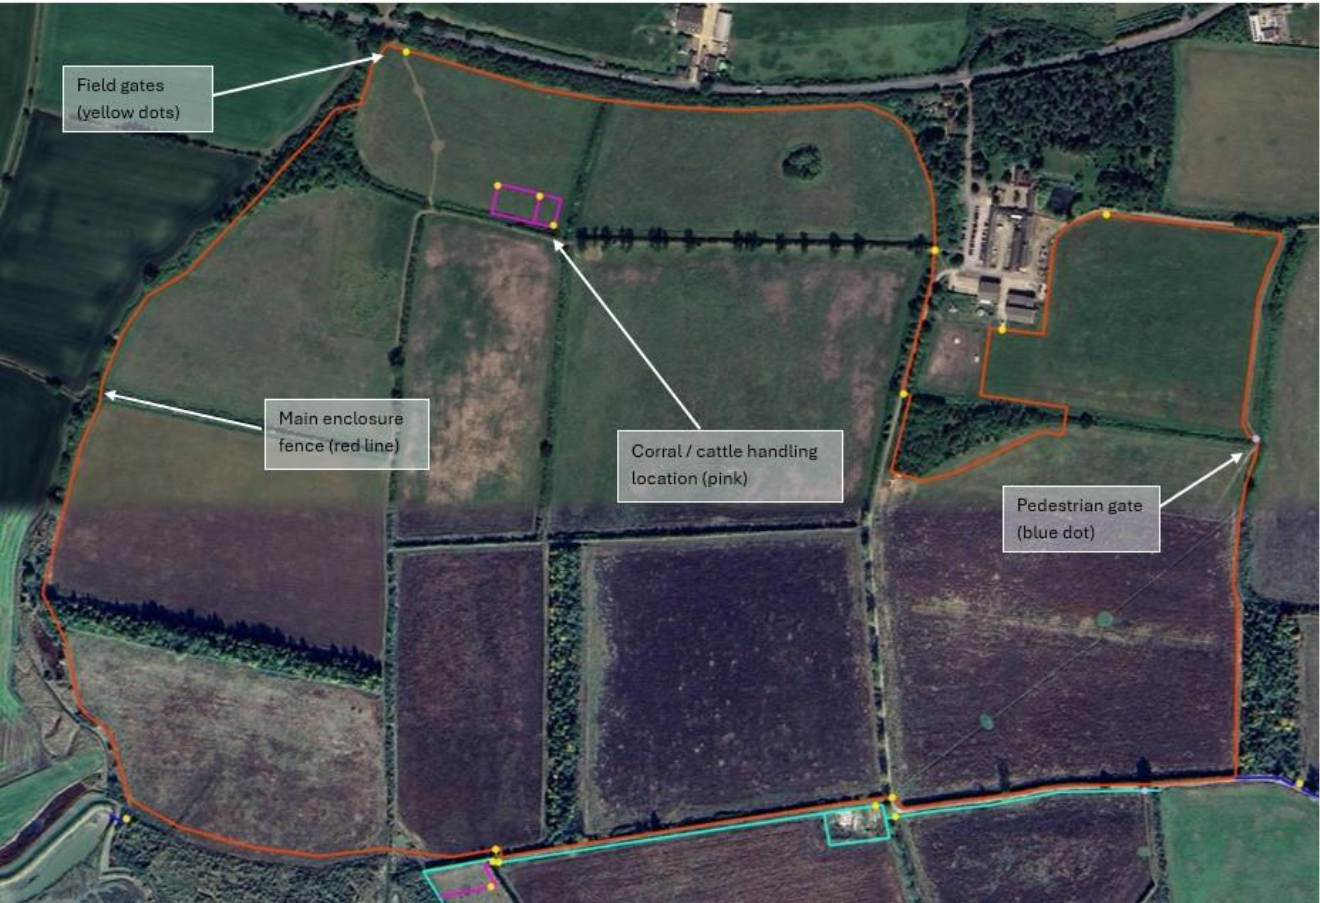 Field gates
(yellow dots)
Main enclosure
fence (red line)
Corral / cattle handling
location (pink)
Pedestrian gate
(blue dot)